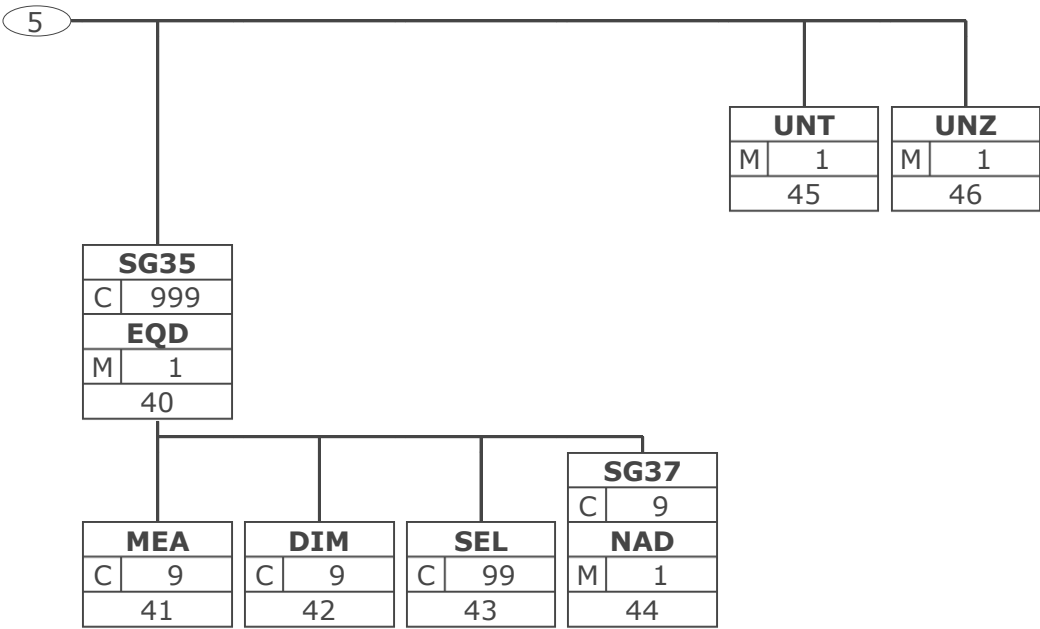 5
UNT
M 1
45
UNZ
M 1
46
SG35
C 999
EQD
M 1
40
MEA
C 9
41
DIM
C 9
42
SEL
C 99
43
SG37
C 9
NAD
M 1
44